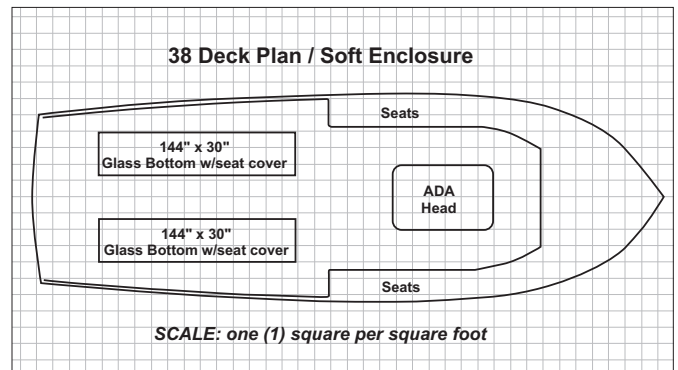 38 Deck Plan / Soft Enclosure
Seats
144" x 30"
Glass Bottom w/seat cover
ADA
Head
144" x 30"
Glass Bottom w/seat cover
Seats
SCALE: one (1) square per square foot